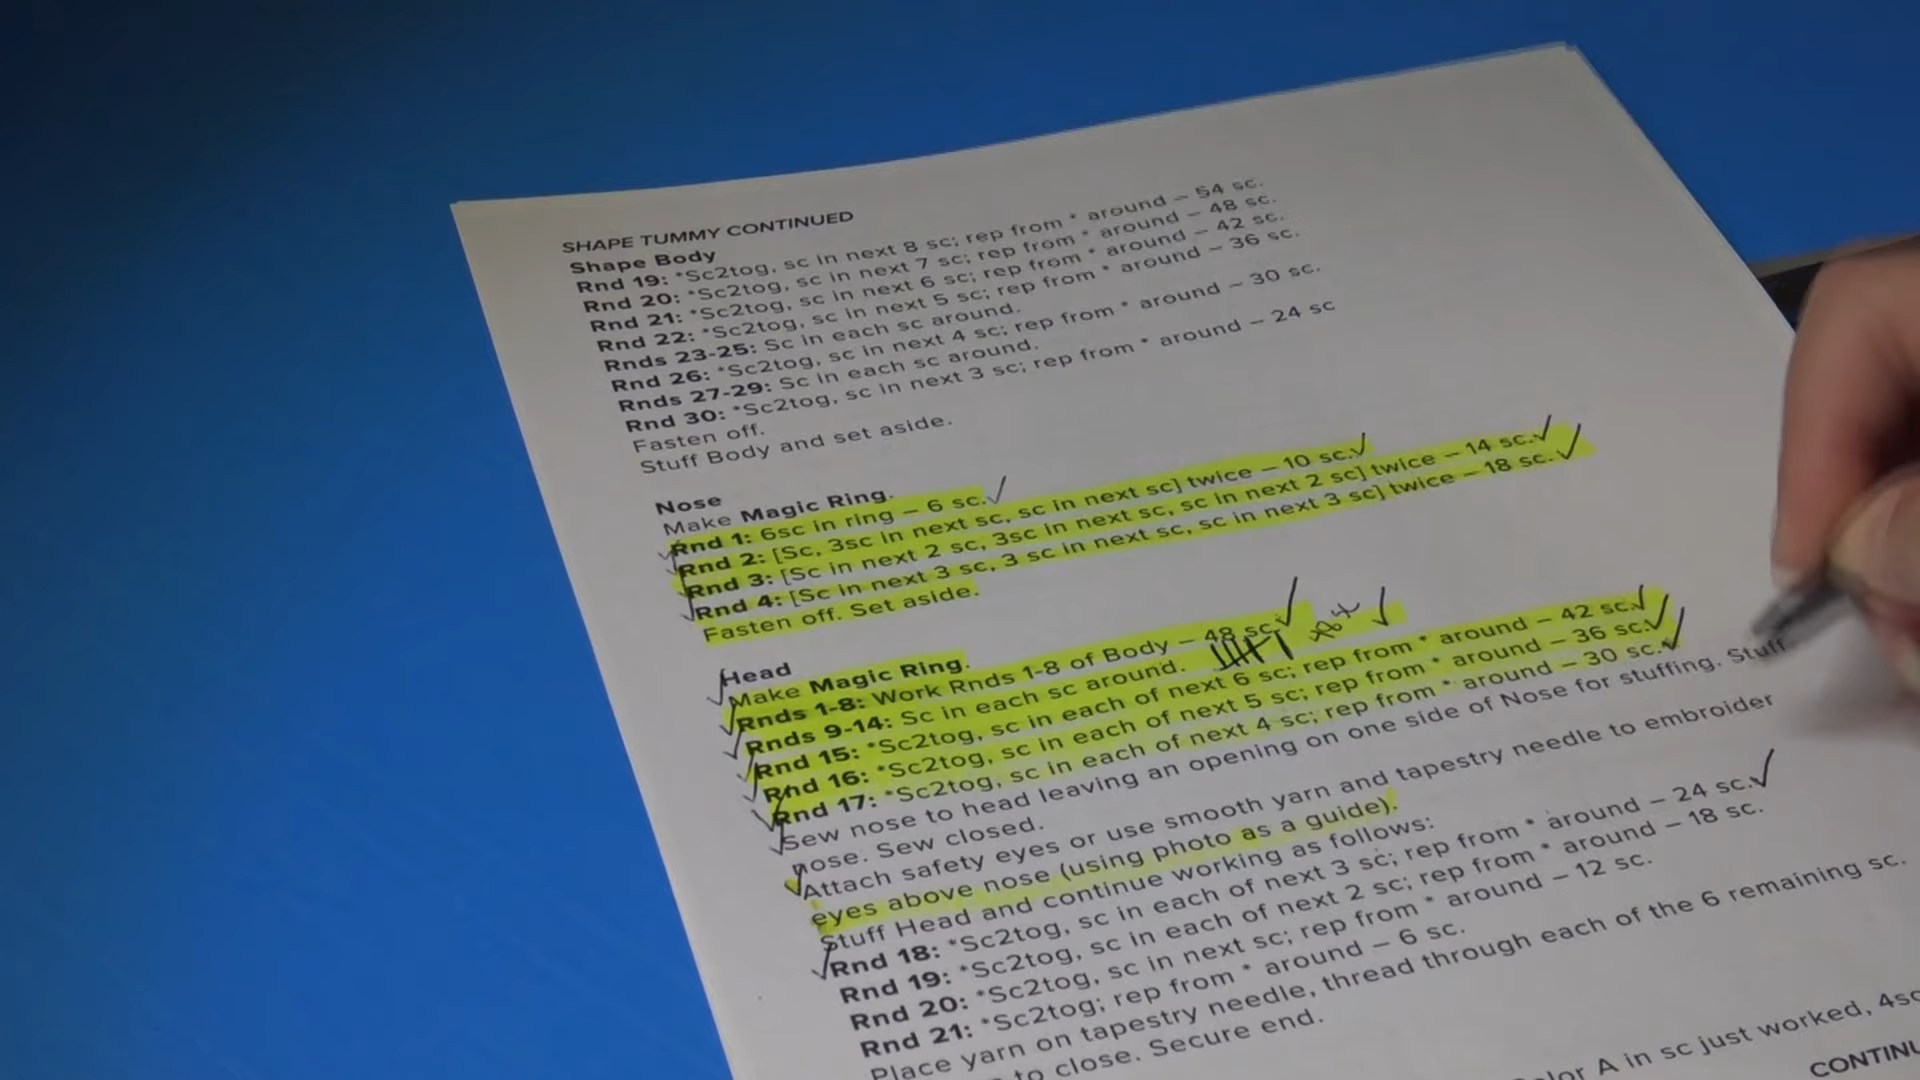 SHAPE TUMMY CONTINUED
Shape Body
Rnd 19: *Sc2tog, sc in next 8 sc; rep from * around – 54 sc.
Rnd 20: *Sc2tog, sc in next 7 sc; rep from * around – 48 sc.
Rnd 21: *Sc2tog, sc in next 6 sc; rep from * around – 42 sc.
Rnd 22: *Sc2tog, sc in next 5 sc; rep from * around – 36 sc.
Rnds 23-25: Sc in each sc around.
Rnd 26: *Sc2tog, sc in next 4 sc; rep from * around – 30 sc.
Rnds 27-29: Sc in each sc around.
Rnd 30: *Sc2tog, sc in next 3 sc; rep from * around – 24 sc
Fasten off.
Stuff Body and set aside.
Nose
Make Magic Ring.
Rnd 1: 6sc in ring – 6 sc.
Rnd 2: [Sc, 3sc in next sc, sc in next sc] twice – 10 sc.
Rnd 3: [Sc in next 2 sc, 3sc in next sc, sc in next 2 sc] twice – 14 sc.
Rnd 4: [Sc in next 3 sc, 3 sc in next sc, sc in next 3 sc] twice – 18 sc.
Fasten off. Set aside.
Head
Make Magic Ring.
Rnds 1-8: Work Rnds 1-8 of Body – 48 sc.
Rnds 9-14: Sc in each sc around.
Rnd 15: *Sc2tog, sc in each of next 6 sc; rep from * around – 42 sc.
Rnd 16: *Sc2tog, sc in each of next 5 sc; rep from * around – 36 sc.
Rnd 17: *Sc2tog, sc in each of next 4 sc; rep from * around – 30 sc.
Sew nose to head leaving an opening on one side of Nose for stuffing. Stuff
nose. Sew closed.
Attach safety eyes or use smooth yarn and tapestry needle to embroider
eyes above nose (using photo as a guide).
Stuff Head and continue working as follows:
Rnd 18: *Sc2tog, sc in each of next 3 sc; rep from * around – 24 sc.
Rnd 19: *Sc2tog, sc in each of next 2 sc; rep from * around – 18 sc.
Rnd 20: *Sc2tog, sc in next sc; rep from * around – 12 sc.
Rnd 21: *Sc2tog; rep from * around – 6 sc.
Place yarn on tapestry needle, thread through each of the 6 remaining sc.
to close. Secure end.
A in sc just worked, 4sc